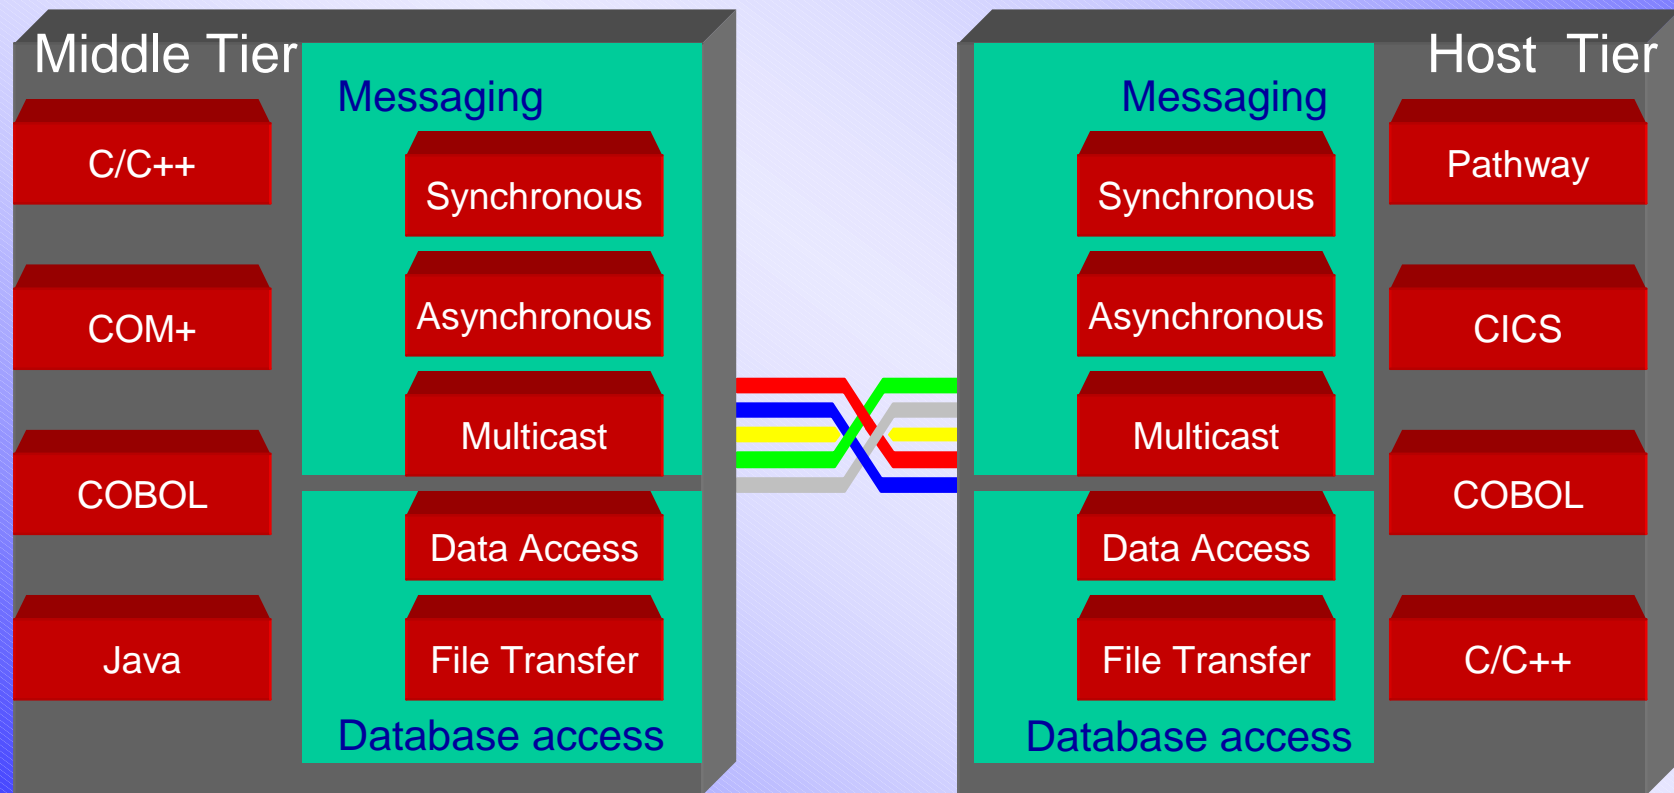 Middle Tier
C/C++
COM+
COBOL
Java
Messaging
Synchronous
Asynchronous
Multicast
Data Access
File Transfer
Database access
Messaging
Synchronous
Asynchronous
Multicast
Data Access
File Transfer
Database access
Host Tier
Pathway
CICS
COBOL
C/C++